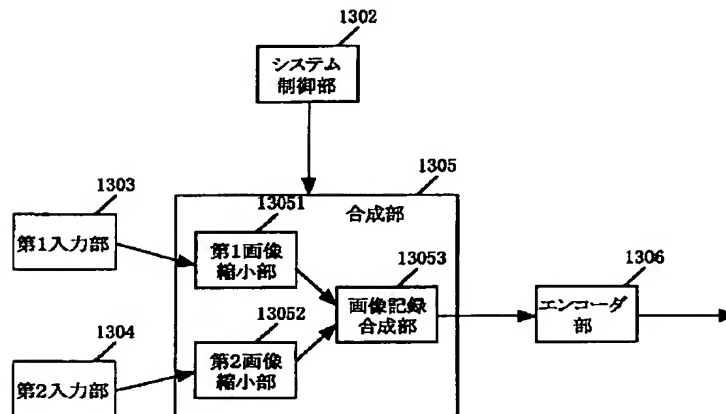 1302
システム
制御部
1303
第1入力部
1305
合成部
13051
第1画像
縮小部
13053
画像記録
合成部
1306
エンコーダ
部
1304
第2入力部
13052
第2画像
縮小部